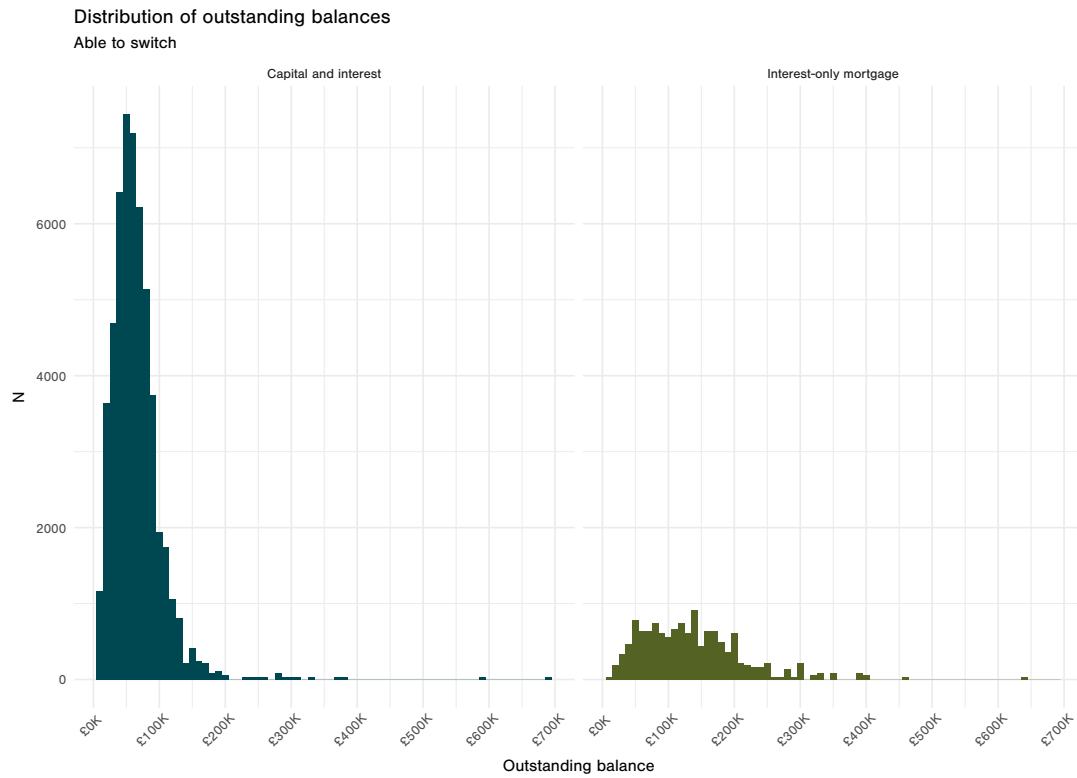 Distribution of outstanding balances
Able to switch
Capital and interest
Interest-only mortgage
6000
4000
2000
0
N
£0K
£100K
£200K
£300K
£400K
£500K
£600K
£700K
£0K
£100K
£200K
£300K
£400K
£500K
£600K
£700K
Outstanding balance